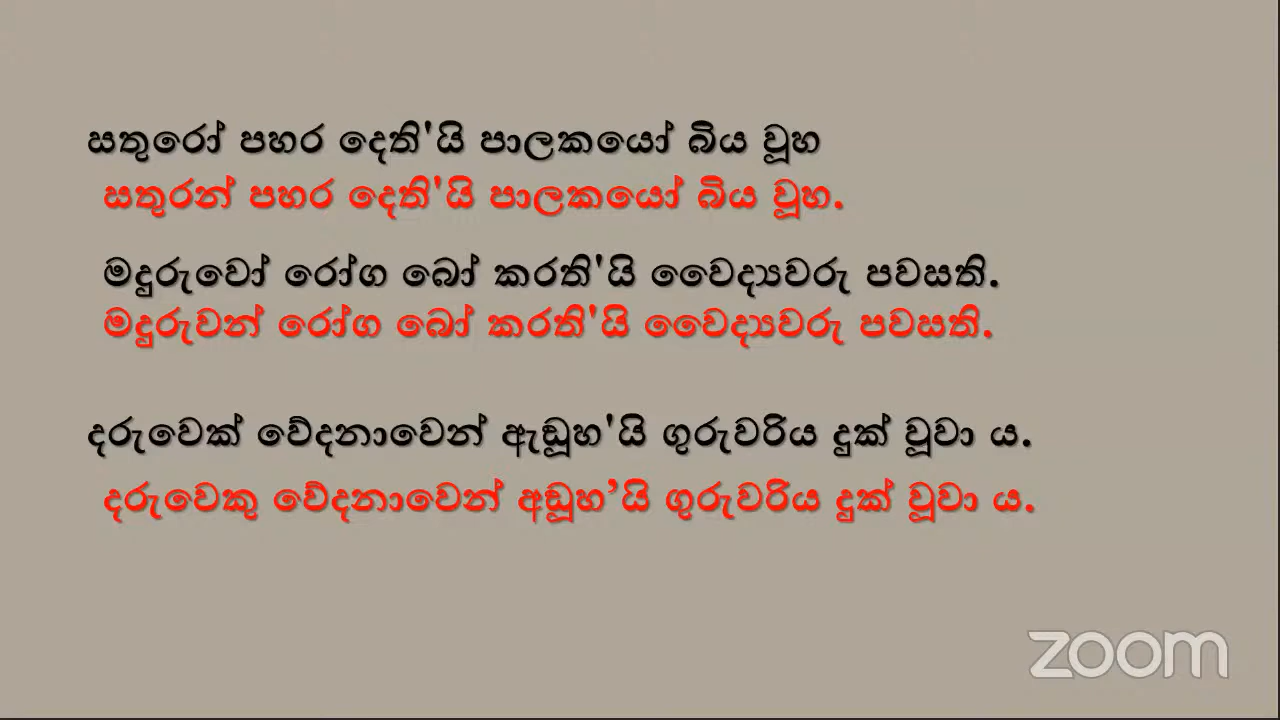 සතුරෝ පහර දෙති'යි පාලකයෝ බිය වූහ
සතුරන් පහර දෙති'යි පාලකයෝ බිය වූහ.
මදුරුවෝ රෝග බෝ කරති'යි වෛද්‍යවරු පවසති.
මදුරුවන් රෝග බෝ කරති'යි වෛද්‍යවරු පවසති.
දරුවෙක් වේදනාවෙන් ඇඬූහ'යි ගුරුවරිය දුක් වූවා ය.
දරුවෙකු වේදනාවෙන් අඬූහ’යි ගුරුවරිය දුක් වූවා ය.
zoom